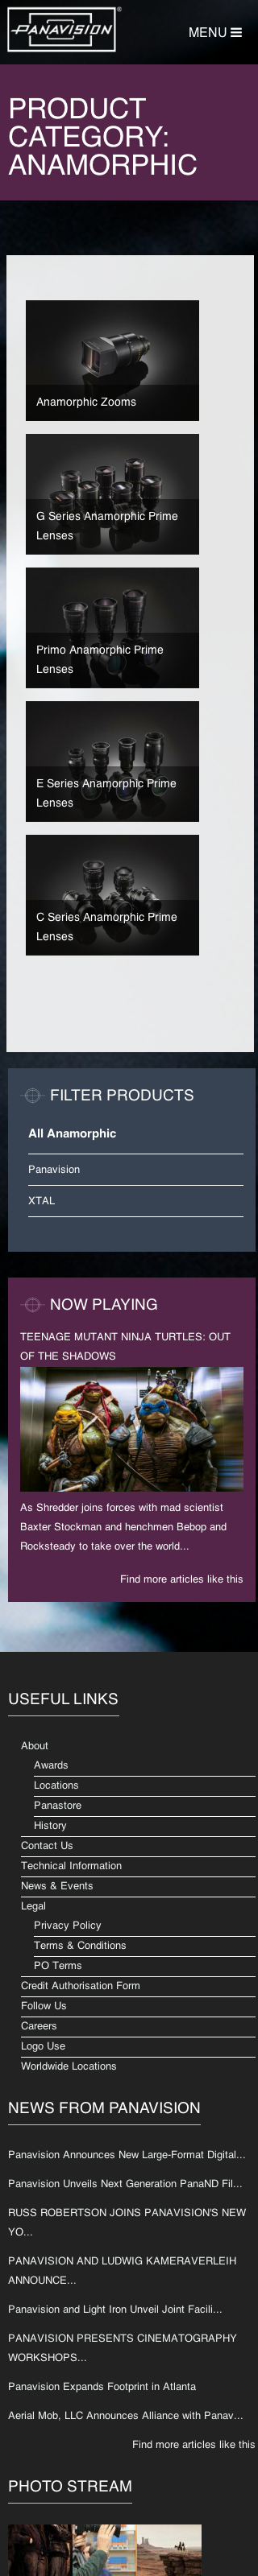 PANAVISION®
MENU
PRODUCT
CATEGORY:
ANAMORPHIC
Anamorphic Zooms
G Series Anamorphic Prime
Lenses
Primo Anamorphic Prime
Lenses
E Series Anamorphic Prime
Lenses
C Series Anamorphic Prime
Lenses
FILTER PRODUCTS
All Anamorphic
Panavision
XTAL
NOW PLAYING
TEENAGE MUTANT NINJA TURTLES: OUT
OF THE SHADOWS
As Shredder joins forces with mad scientist
Baxter Stockman and henchmen Bebop and
Rocksteady to take over the world...
Find more articles like this
USEFUL LINKS
About
Awards
Locations
Panastore
History
Contact Us
Technical Information
News & Events
Legal
Privacy Policy
Terms & Conditions
PO Terms
Credit Authorisation Form
Follow Us
Careers
Logo Use
Worldwide Locations
NEWS FROM PANAVISION
Panavision Announces New Large-Format Digital...
Panavision Unveils Next Generation PanaND Fil...
RUSS ROBERTSON JOINS PANAVISION'S NEW
YO...
PANAVISION AND LUDWIG KAMERAVERLEIH
ANNOUNCE...
Panavision and Light Iron Unveil Joint Facili...
PANAVISION PRESENTS CINEMATOGRAPHY
WORKSHOPS...
Panavision Expands Footprint in Atlanta
Aerial Mob, LLC Announces Alliance with Panav...
Find more articles like this
PHOTO STREAM